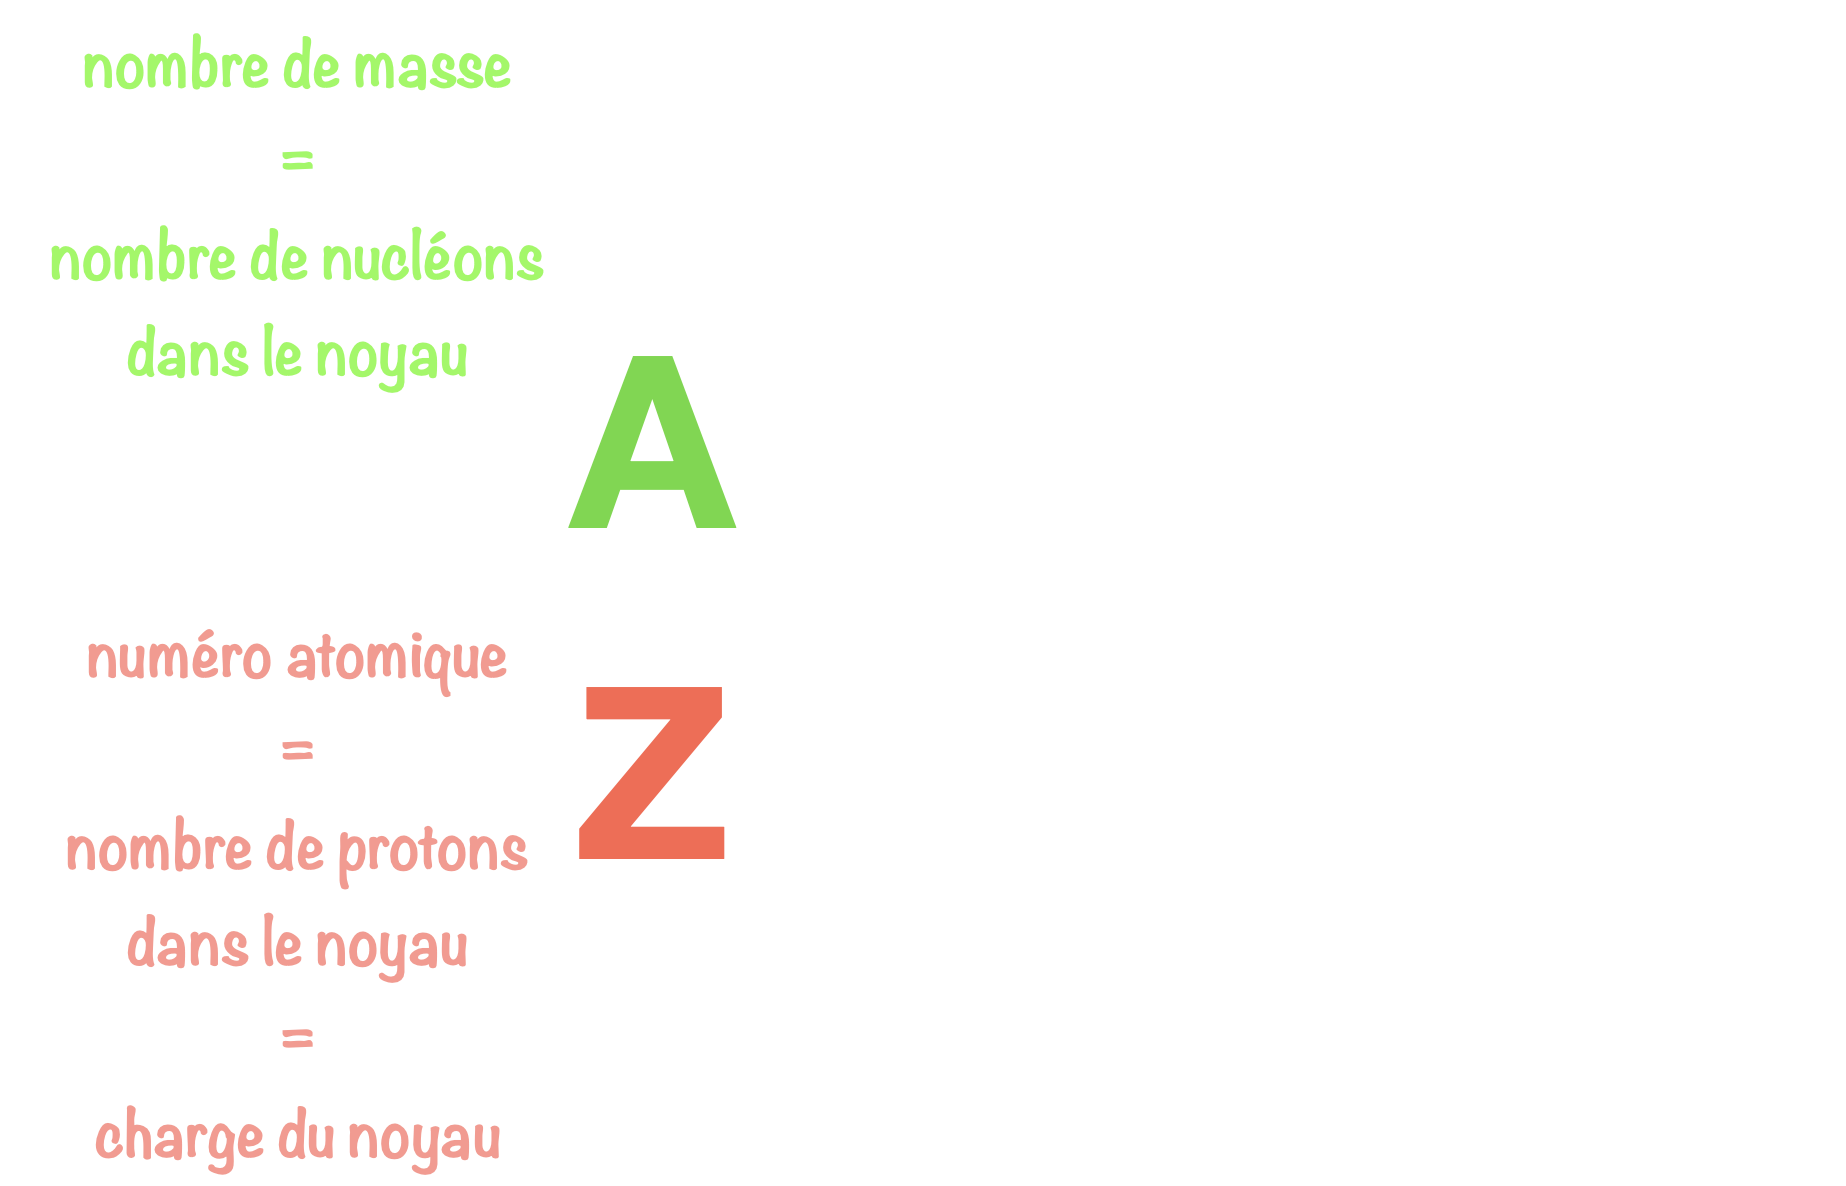 nombre de masse
=
nombre de nucléons
dans le noyau
A
numéro atomique
=
nombre de protons
dans le noyau
=
charge du noyau
Z